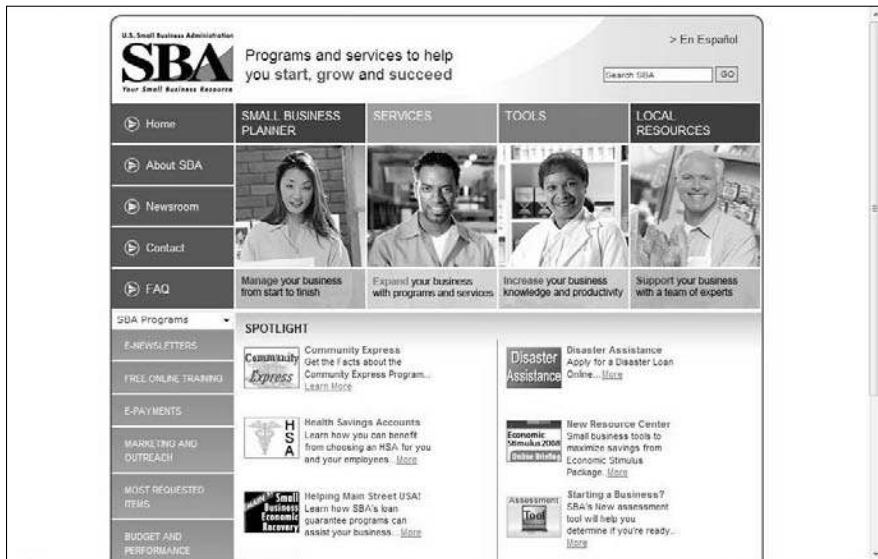 U.S. Small Business Administration
SBA
Your Small Business Resource
Programs and services to help
you start, grow and succeed
> En Español
Search SBA
GO
Home
About SBA
Newsroom
Contact
FAQ
SMALL BUSINESS
PLANNER
SERVICES
TOOLS
LOCAL
RESOURCES
Manage your business
from start to finish
Expand your business
with programs and services
Increase your business
knowledge and productivity
Support your business
with a team of experts
SBA Programs
E-NEWSLETTERS
FREE ONLINE TRAINING
E-PAYMENTS
MARKETING AND
OUTREACH
MOST REQUESTED
ITEMS
BUDGET AND
PERFORMANCE
SPOTLIGHT
Community
Express
Community Express
Get the Facts about the
Community Express Program...
Learn More
HSA
Health Savings Accounts
Learn how you can benefit
from choosing an HSA for you
and your employees...More
MAIN ST
Small
Business
Economic
Recovery
Helping Main Street USA!
Learn how SBA's loan
guarantee programs can
assist your business...More
Disaster
Assistance
Disaster Assistance
Apply for a Disaster Loan
Online...More
Economic
Stimulus 2008
Online Briefing
New Resource Center
Small business tools to
maximize savings from
Economic Stimulus
Package. More
Assessment
Tool
Starting a Business?
SBA's New assessment
tool will help you
determine if you're ready..
More